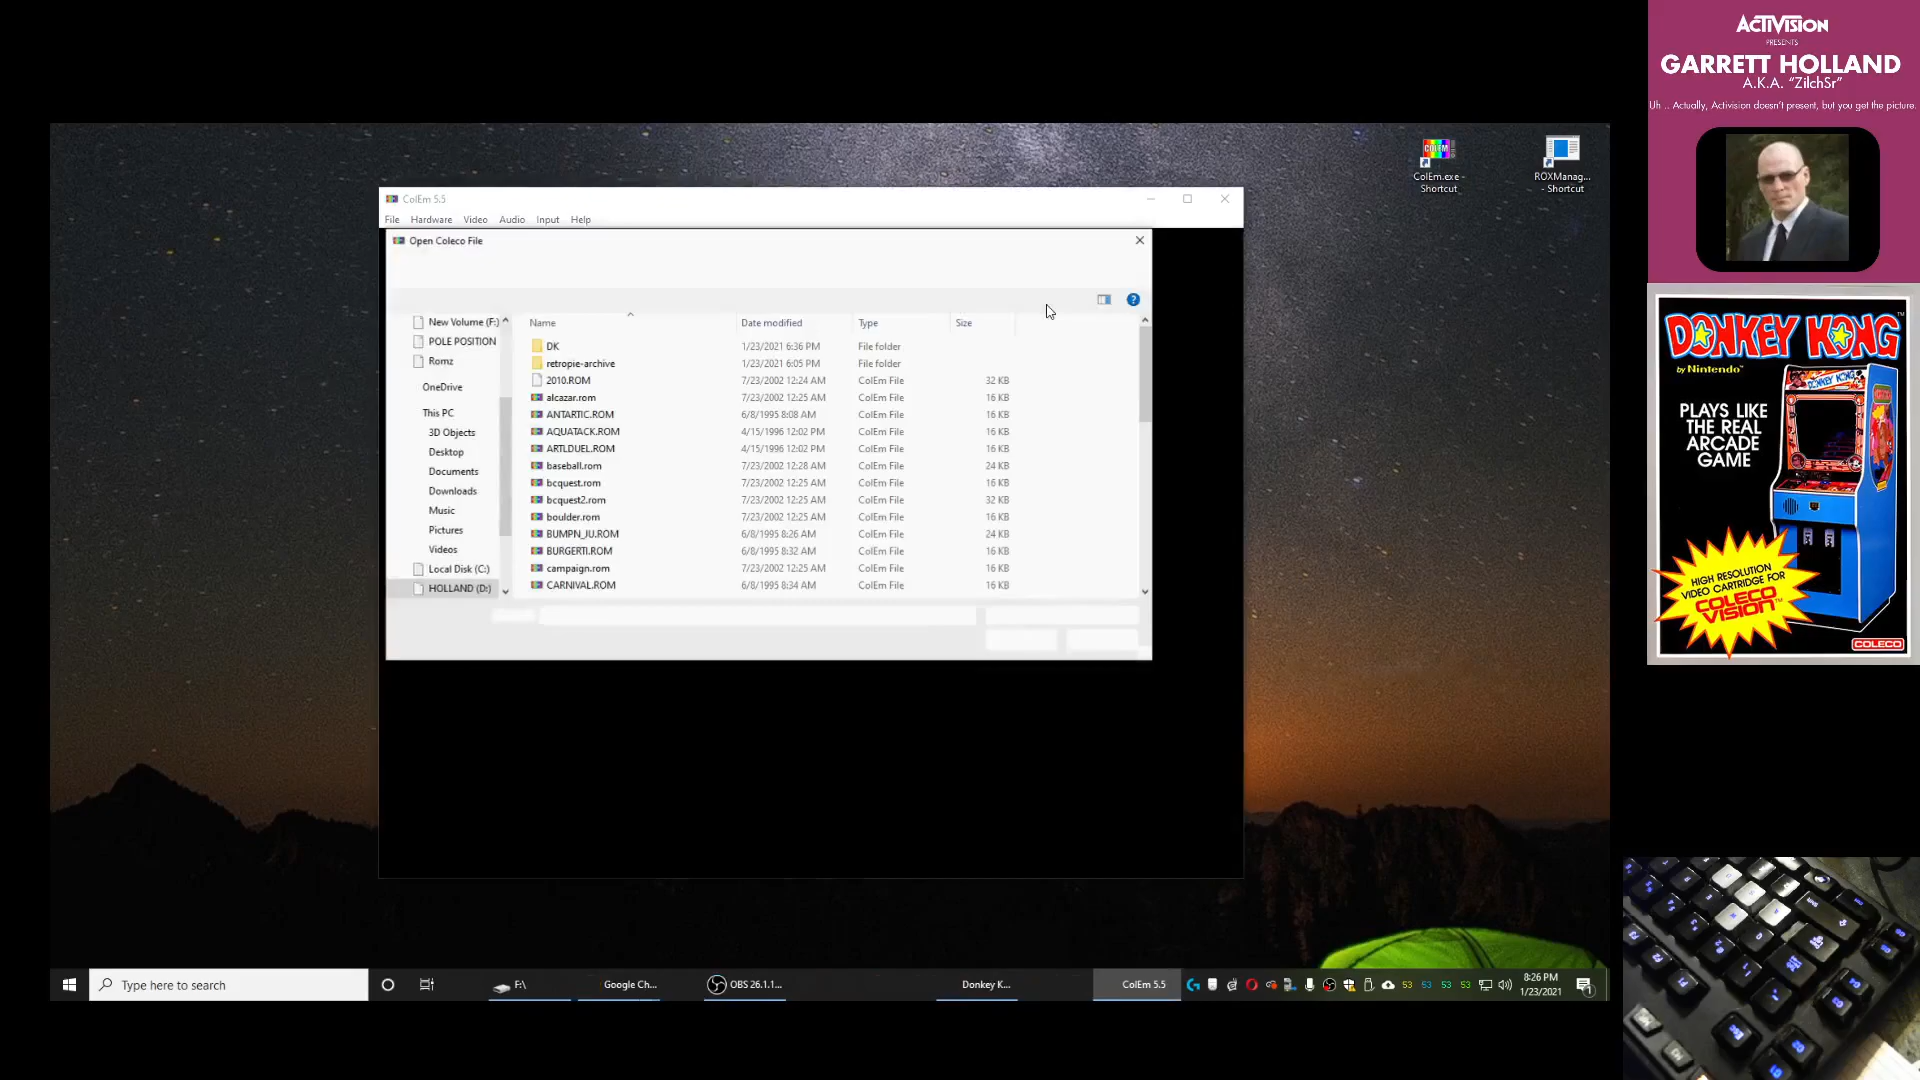 ACTIVISION
PRESENTS
GARRETT HOLLAND
A.K.A. "ZilchSr"
Uh .. Actually, Activision doesn't present, but you get the picture.
COLEM
ColEm.exe - Shortcut
ROXManag... - Shortcut
ColEm 5.5
File Hardware Video Audio Input Help
Open Coleco File
Name Date modified Type Size
New Volume (F:)
POLE POSITION
Romz
OneDrive
This PC
3D Objects
Desktop
Documents
Downloads
Music
Pictures
Videos
Local Disk (C:)
HOLLAND (D:)
DK 1/23/2021 6:36 PM File folder
retropie-archive 1/23/2021 6:05 PM File folder
2010.ROM 7/23/2002 12:24 AM ColEm File 32 KB
alcazar.rom 7/23/2002 12:25 AM ColEm File 16 KB
ANTARTIC.ROM 6/8/1995 8:08 AM ColEm File 16 KB
AQUATACK.ROM 4/15/1996 12:02 PM ColEm File 16 KB
ARTLDUEL.ROM 4/15/1996 12:02 PM ColEm File 16 KB
baseball.rom 7/23/2002 12:28 AM ColEm File 24 KB
bcquest.rom 7/23/2002 12:25 AM ColEm File 16 KB
bcquest2.rom 7/23/2002 12:25 AM ColEm File 32 KB
boulder.rom 7/23/2002 12:25 AM ColEm File 16 KB
BUMPN_JU.ROM 6/8/1995 8:26 AM ColEm File 24 KB
BURGERTI.ROM 6/8/1995 8:32 AM ColEm File 16 KB
campaign.rom 7/23/2002 12:25 AM ColEm File 16 KB
CARNIVAL.ROM 6/8/1995 8:34 AM ColEm File 16 KB
DONKEY KONG™
by Nintendo™
PLAYS LIKE
THE REAL
ARCADE
GAME
DONKEY KONG
HIGH RESOLUTION
VIDEO CARTRIDGE FOR
COLECO
VISION™
COLECO
Type here to search
F:\
Google Ch...
OBS 26.1.1...
Donkey K...
ColEm 5.5
53 53 53 53
8:26 PM
1/23/2021
1